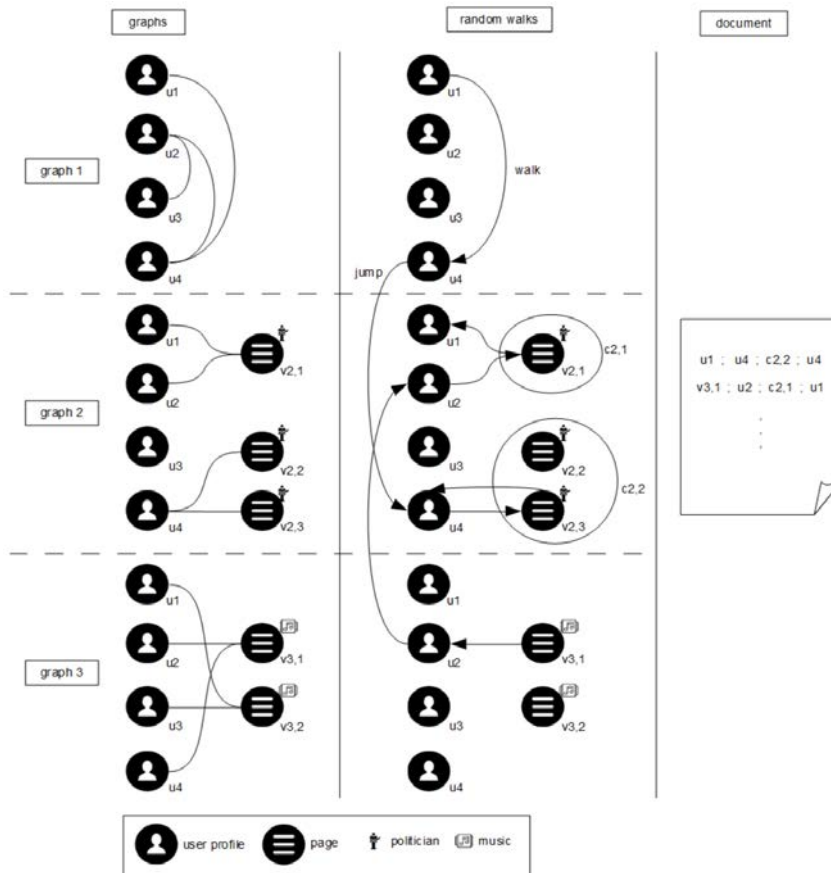 graphs
random walks
document
graph 1
u1
u2
u3
u4
u1
u2
u3
u4
walk
jump
graph 2
u1
u2
u3
u4
v2,1
v2,2
v2,3
u1
u2
u3
u4
v2,1
c2,1
v2,2
v2,3
c2,2
u1 ; u4 ; c2,2 ; u4
v3,1 ; u2 ; c2,1 ; u1
.
.
.
.
graph 3
u1
u2
u3
u4
v3,1
v3,2
u1
u2
u3
u4
v3,1
v3,2
user profile
page
politician
music